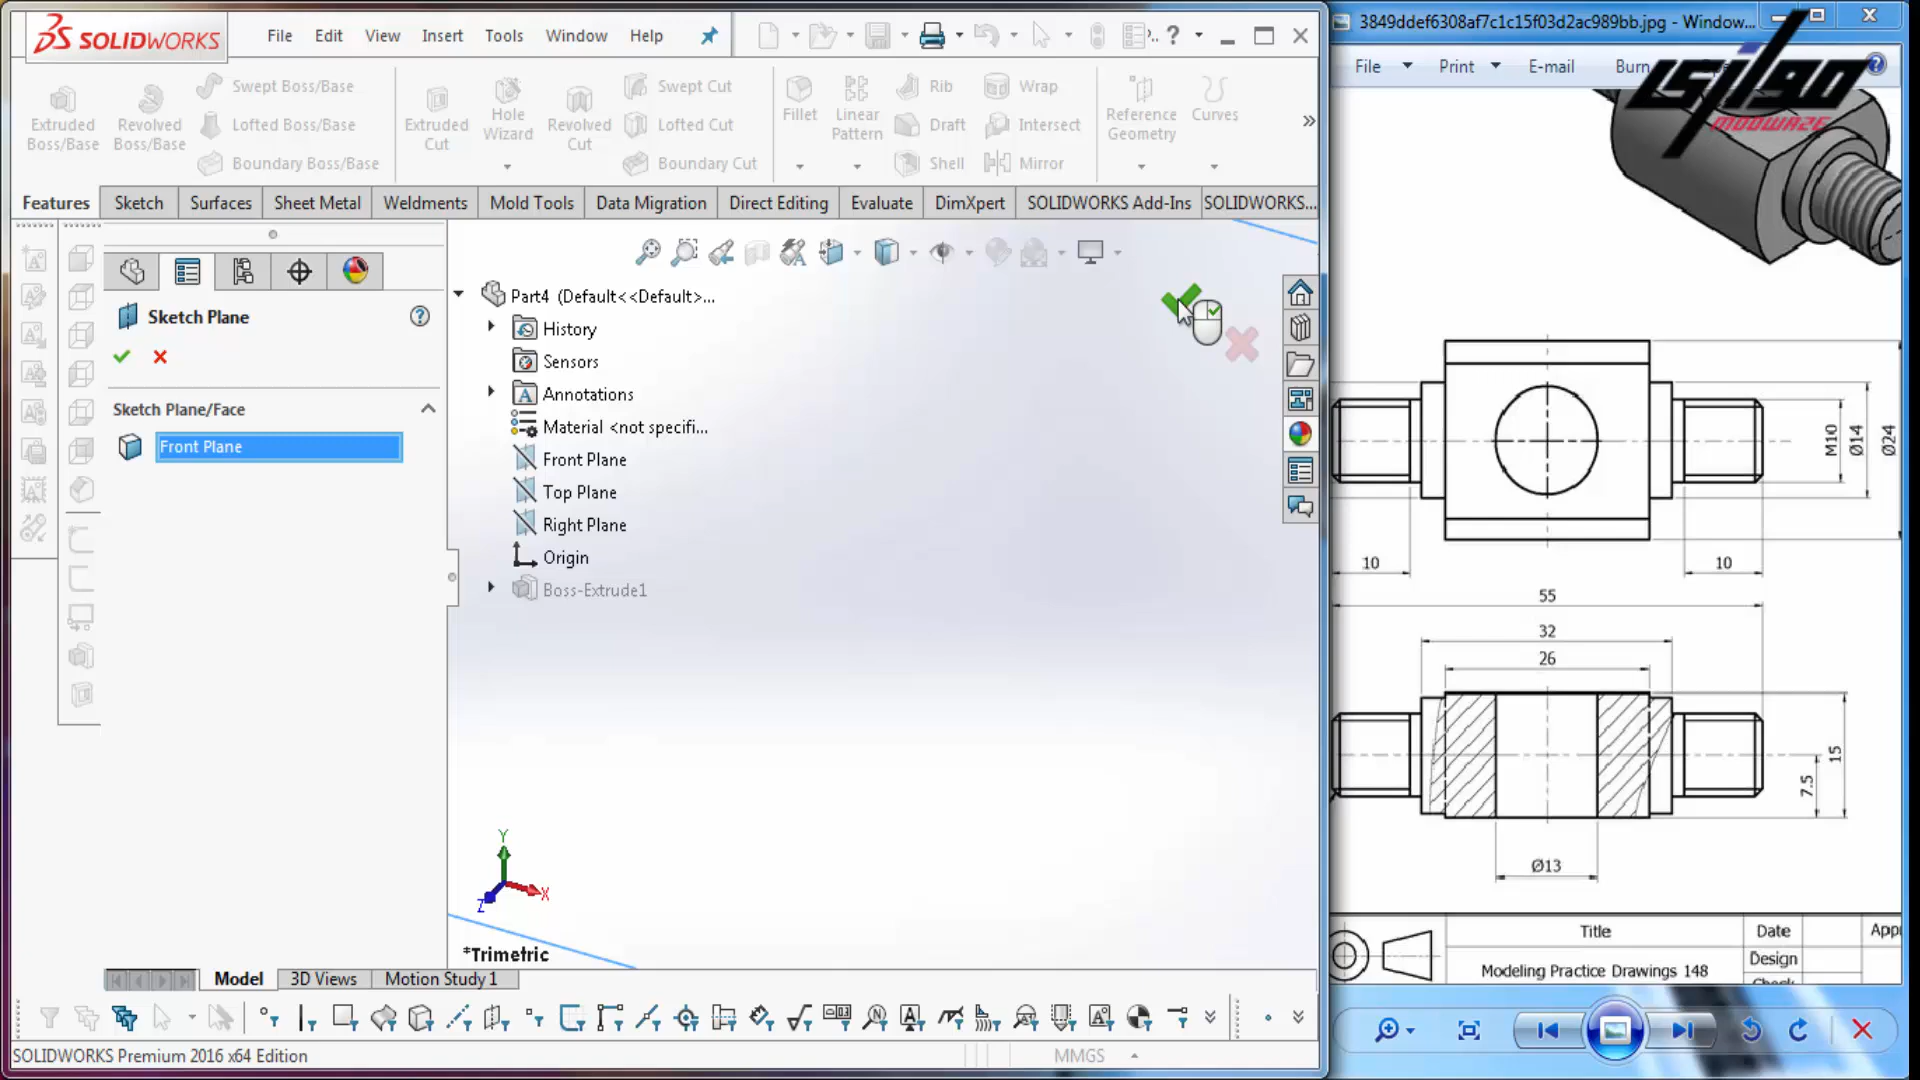 SOLIDWORKS File Edit View Insert Tools Window Help
Extruded Boss/Base
Revolved Boss/Base
Swept Boss/Base
Lofted Boss/Base
Boundary Boss/Base
Extruded Cut
Hole Wizard
Revolved Cut
Swept Cut
Lofted Cut
Boundary Cut
Fillet
Linear Pattern
Rib
Draft
Shell
Wrap
Intersect
Mirror
Reference Geometry
Curves
Features Sketch Surfaces Sheet Metal Weldments Mold Tools Data Migration Direct Editing Evaluate DimXpert SOLIDWORKS Add-Ins SOLIDWORKS...
Sketch Plane
Sketch Plane/Face
Front Plane
Part4 (Default<<Default>...
History
Sensors
Annotations
Material <not specifi...
Front Plane
Top Plane
Right Plane
Origin
Boss-Extrude1
Y
X
Z
*Trimetric
Model 3D Views Motion Study 1
SOLIDWORKS Premium 2016 x64 Edition
MMGS
3849ddef6308af7c1c15f03d2ac989bb.jpg - Window...
File Print E-mail Burn
MODWAZE
M10
Ø14
Ø24
10
10
55
32
26
15
7.5
Ø13
Title
Date
Design
Modeling Practice Drawings 148